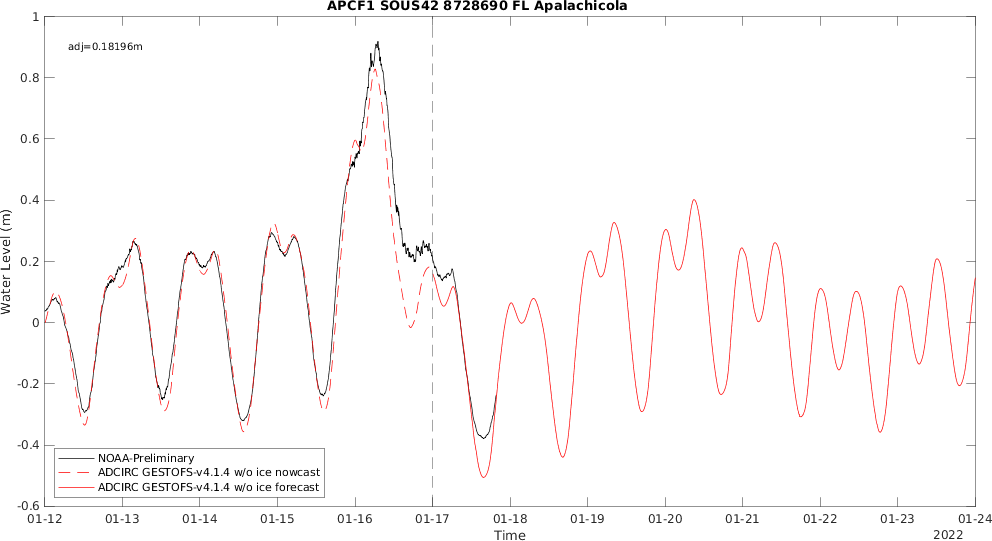 APCF1 SOUS42 8728690 FL Apalachicola
adj=0.18196m
1
0.8
0.6
0.4
0.2
0
-0.2
-0.4
-0.6
Water Level (m)
NOAA-Preliminary
ADCIRC GESTOFS-v4.1.4 w/o ice nowcast
ADCIRC GESTOFS-v4.1.4 w/o ice forecast
01-12 01-13 01-14 01-15 01-16 01-17 01-18 01-19 01-20 01-21 01-22 01-23 01-24
Time
2022